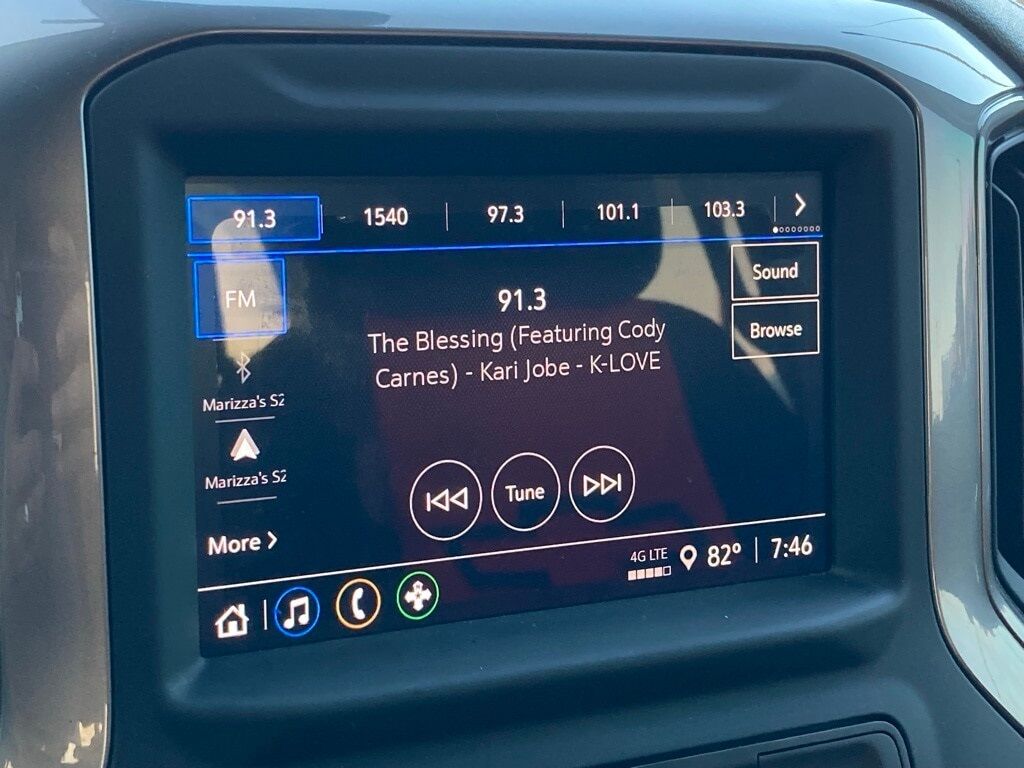 91.3 1540 97.3 101.1 103.3
FM
Sound
91.3
Browse
The Blessing (Featuring Cody
Carnes) - Kari Jobe - K-LOVE
Marizza's S2
Marizza's S2
Tune
More
4G LTE 82° 7:46